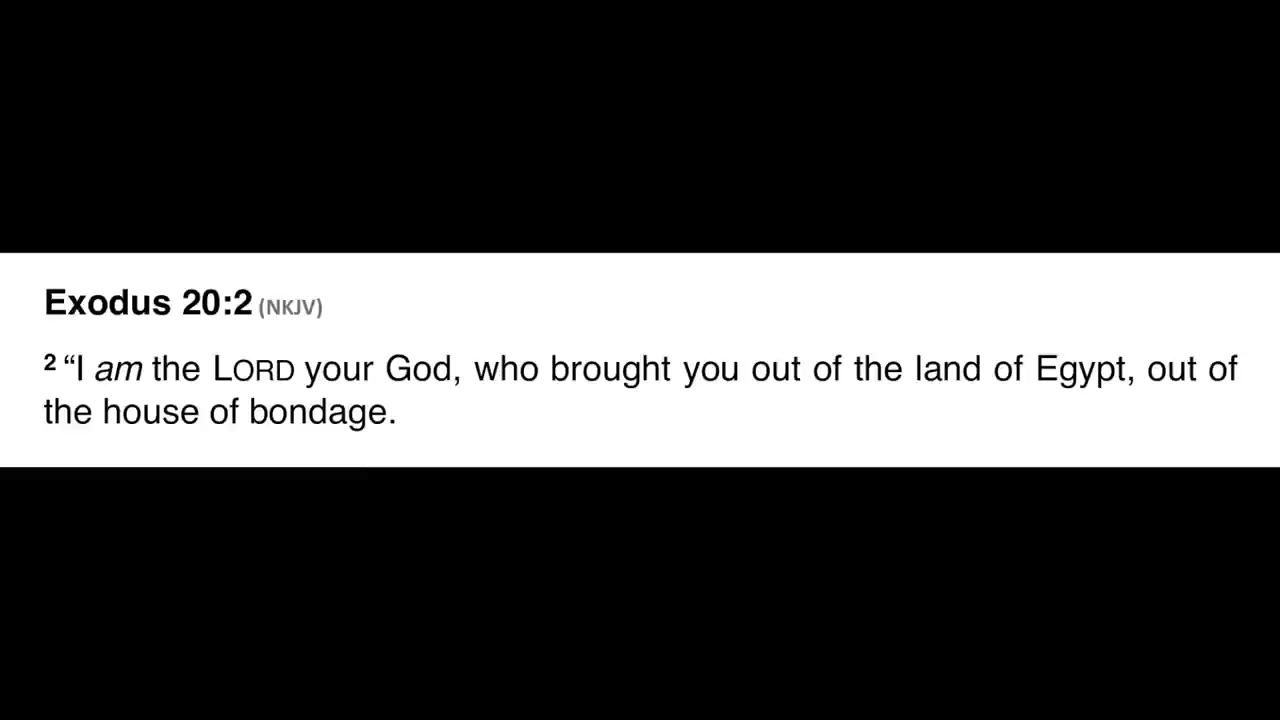 Exodus 20:2 (NKJV)
2 “I am the LORD your God, who brought you out of the land of Egypt, out of
the house of bondage.